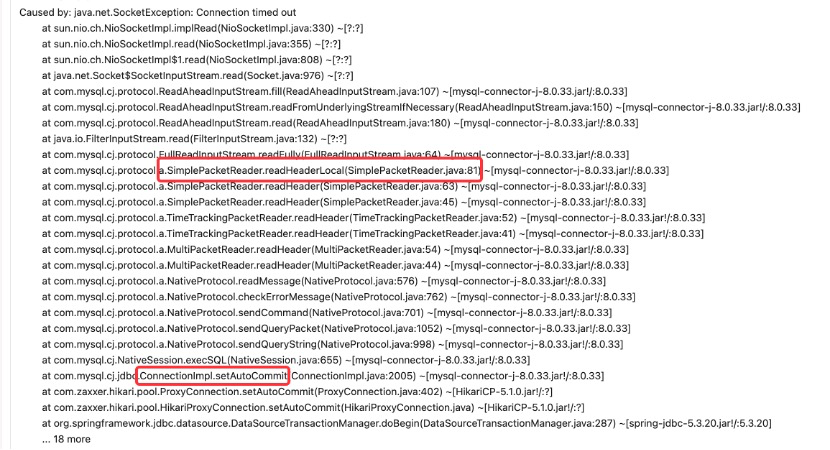 Caused by: java.net.SocketException: Connection timed out
at sun.nio.ch.NioSocketImpl.implRead(NioSocketImpl.java:330) ~[?:?]
at sun.nio.ch.NioSocketImpl.read(NioSocketImpl.java:355) ~[?:?]
at sun.nio.ch.NioSocketImpl$1.read(NioSocketImpl.java:808) ~[?:?]
at java.net.Socket$SocketInputStream.read(Socket.java:976) ~[?:?]
at com.mysql.cj.protocol.ReadAheadInputStream.fill(ReadAheadInputStream.java:107) ~[mysql-connector-j-8.0.33.jar!/:8.0.33]
at com.mysql.cj.protocol.ReadAheadInputStream.readFromUnderlyingStreamIfNecessary(ReadAheadInputStream.java:150) ~[mysql-connector-j-8.0.33.jar!/:8.0.33]
at com.mysql.cj.protocol.ReadAheadInputStream.read(ReadAheadInputStream.java:180) ~[mysql-connector-j-8.0.33.jar!/:8.0.33]
at java.io.FilterInputStream.read(FilterInputStream.java:132) ~[?:?]
at com.mysql.cj.protocol.FullReadInputStream.readFully(FullReadInputStream.java:64) ~[mysql-connector-j-8.0.33.jar!/:8.0.33]
at com.mysql.cj.protocol.a.SimplePacketReader.readHeaderLocal(SimplePacketReader.java:81) ~[mysql-connector-j-8.0.33.jar!/:8.0.33]
at com.mysql.cj.protocol.a.SimplePacketReader.readHeader(SimplePacketReader.java:63) ~[mysql-connector-j-8.0.33.jar!/:8.0.33]
at com.mysql.cj.protocol.a.SimplePacketReader.readHeader(SimplePacketReader.java:45) ~[mysql-connector-j-8.0.33.jar!/:8.0.33]
at com.mysql.cj.protocol.a.TimeTrackingPacketReader.readHeader(TimeTrackingPacketReader.java:52) ~[mysql-connector-j-8.0.33.jar!/:8.0.33]
at com.mysql.cj.protocol.a.TimeTrackingPacketReader.readHeader(TimeTrackingPacketReader.java:41) ~[mysql-connector-j-8.0.33.jar!/:8.0.33]
at com.mysql.cj.protocol.a.MultiPacketReader.readHeader(MultiPacketReader.java:54) ~[mysql-connector-j-8.0.33.jar!/:8.0.33]
at com.mysql.cj.protocol.a.MultiPacketReader.readHeader(MultiPacketReader.java:44) ~[mysql-connector-j-8.0.33.jar!/:8.0.33]
at com.mysql.cj.protocol.a.NativeProtocol.readMessage(NativeProtocol.java:576) ~[mysql-connector-j-8.0.33.jar!/:8.0.33]
at com.mysql.cj.protocol.a.NativeProtocol.checkErrorMessage(NativeProtocol.java:762) ~[mysql-connector-j-8.0.33.jar!/:8.0.33]
at com.mysql.cj.protocol.a.NativeProtocol.sendCommand(NativeProtocol.java:701) ~[mysql-connector-j-8.0.33.jar!/:8.0.33]
at com.mysql.cj.protocol.a.NativeProtocol.sendQueryPacket(NativeProtocol.java:1052) ~[mysql-connector-j-8.0.33.jar!/:8.0.33]
at com.mysql.cj.protocol.a.NativeProtocol.sendQueryString(NativeProtocol.java:998) ~[mysql-connector-j-8.0.33.jar!/:8.0.33]
at com.mysql.cj.NativeSession.execSQL(NativeSession.java:655) ~[mysql-connector-j-8.0.33.jar!/:8.0.33]
at com.mysql.cj.jdbc.ConnectionImpl.setAutoCommit(ConnectionImpl.java:2005) ~[mysql-connector-j-8.0.33.jar!/:8.0.33]
at com.zaxxer.hikari.pool.ProxyConnection.setAutoCommit(ProxyConnection.java:402) ~[HikariCP-5.1.0.jar!/:?]
at com.zaxxer.hikari.pool.HikariProxyConnection.setAutoCommit(HikariProxyConnection.java) ~[HikariCP-5.1.0.jar!/:?]
at org.springframework.jdbc.datasource.DataSourceTransactionManager.doBegin(DataSourceTransactionManager.java:287) ~[spring-jdbc-5.3.20.jar!/:5.3.20]
... 18 more